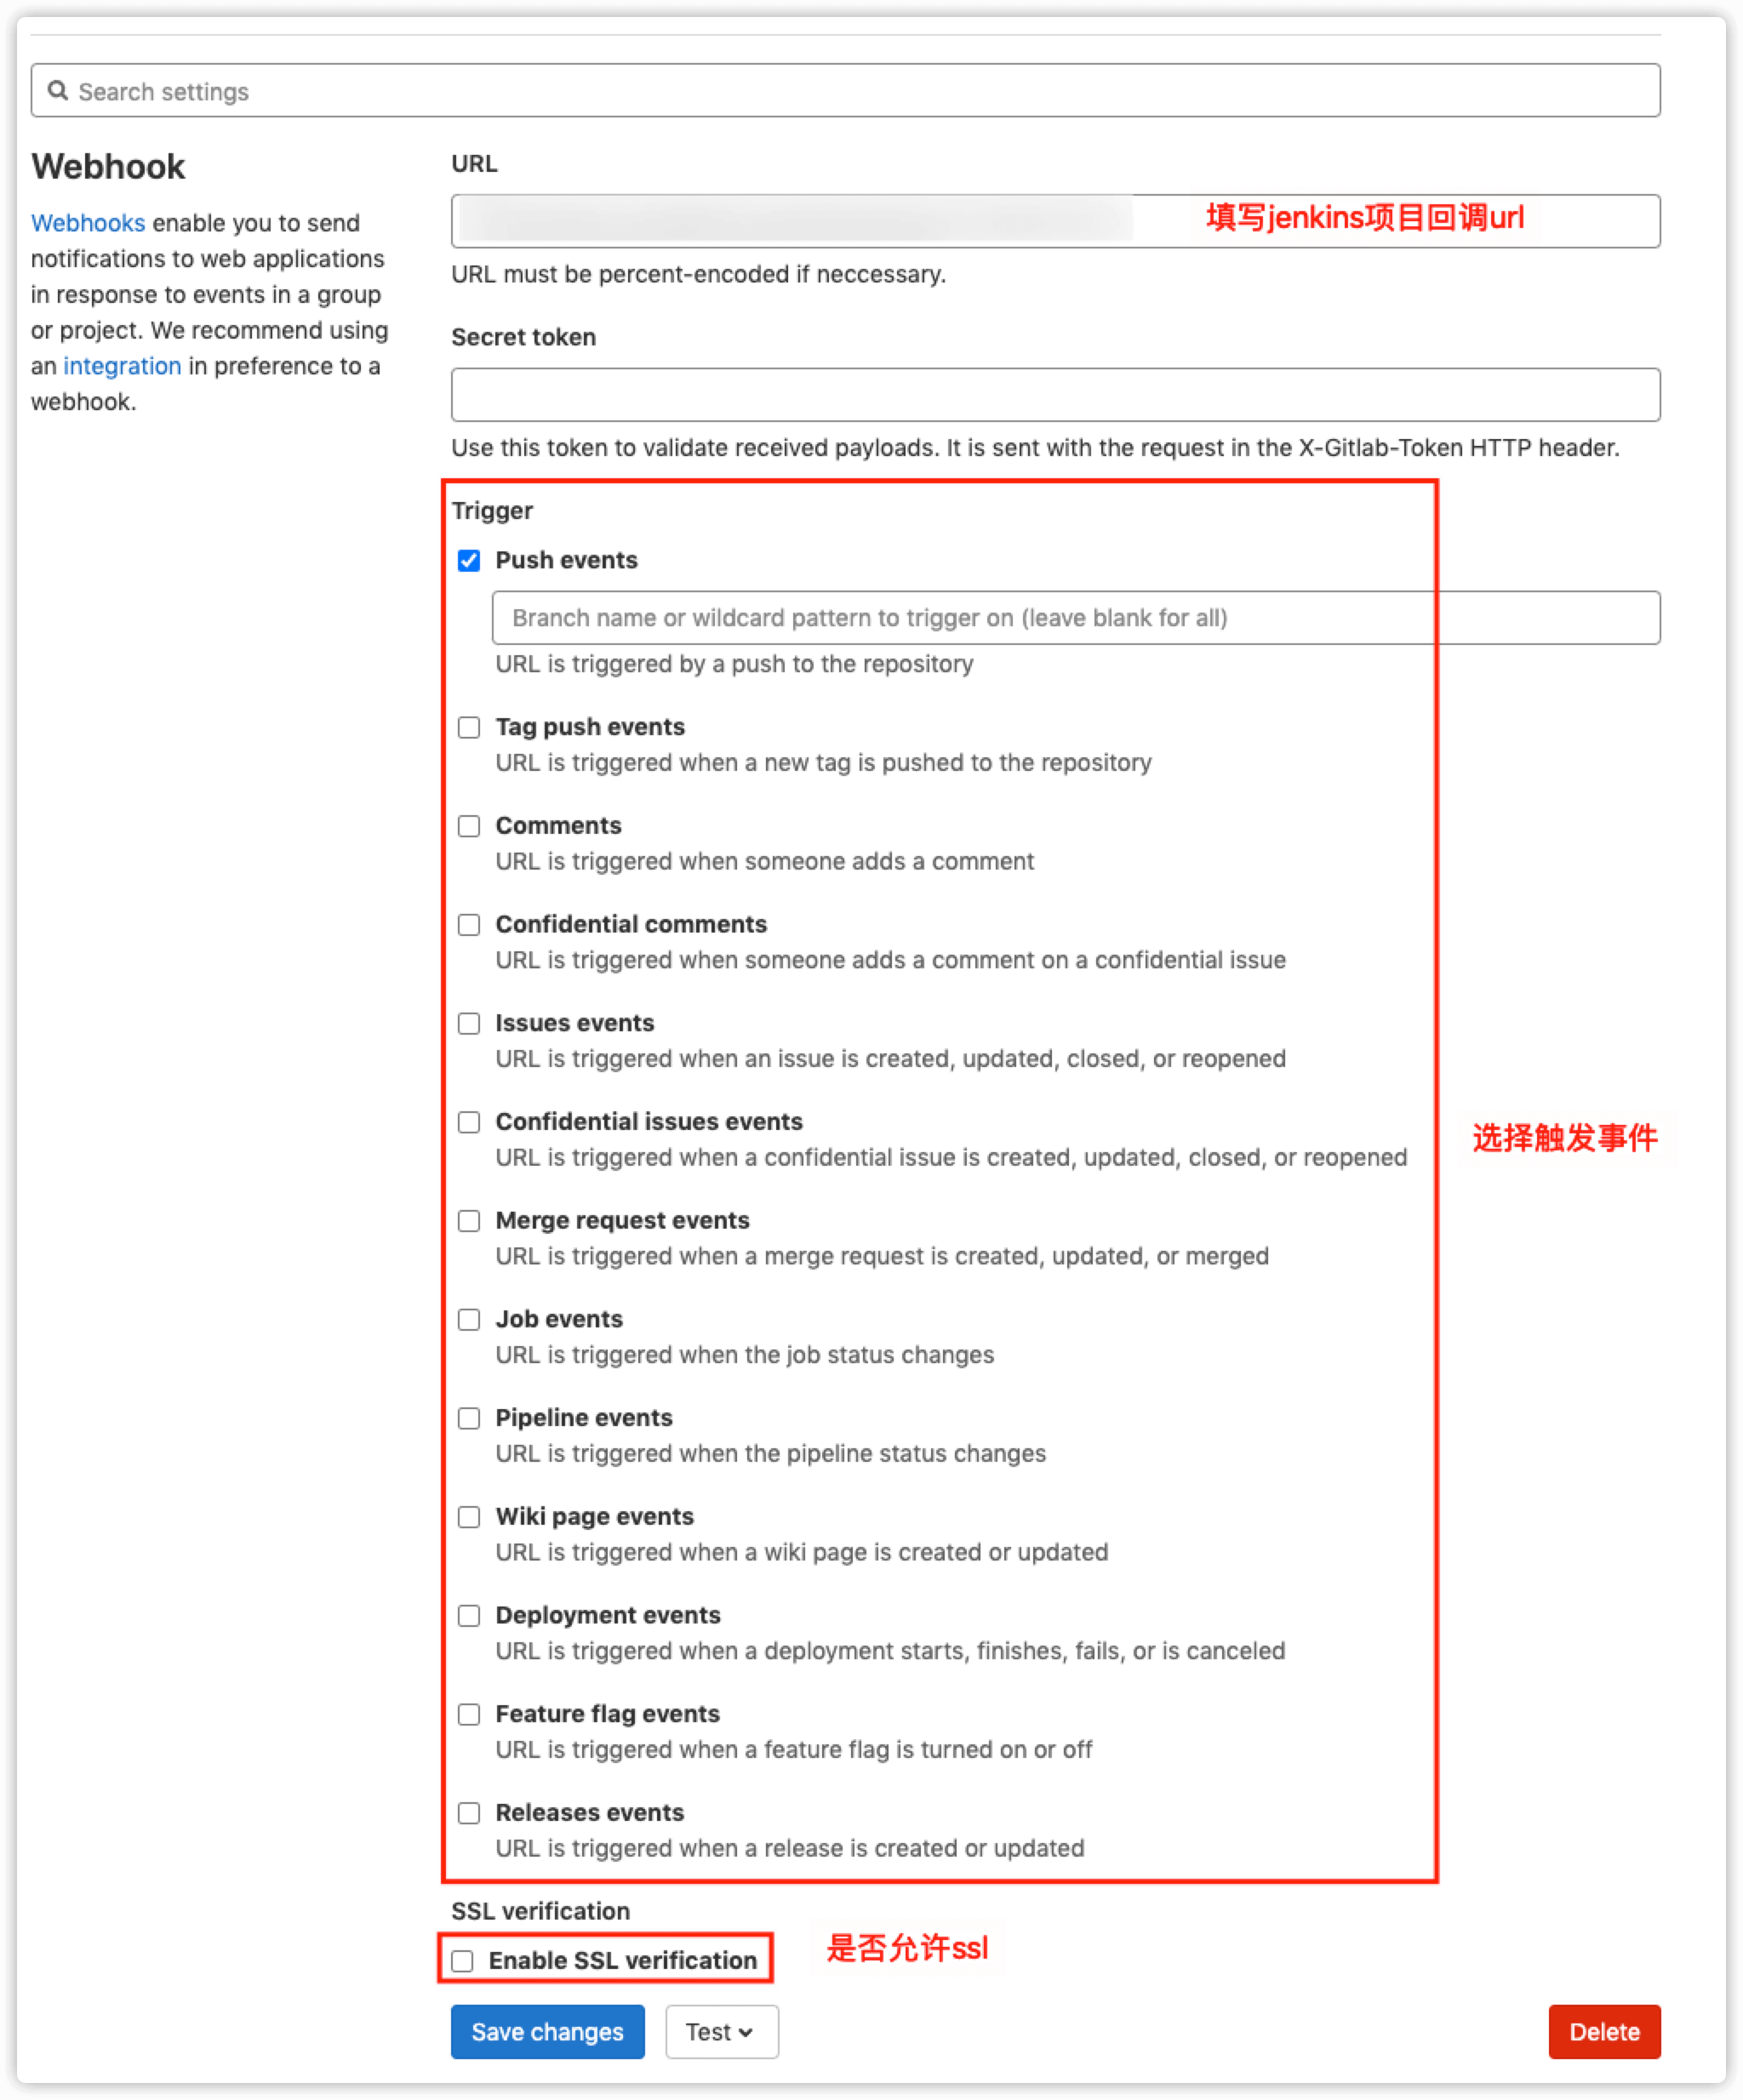 Search settings
Webhook
Webhooks enable you to send
notifications to web applications
in response to events in a group
or project. We recommend using
an integration in preference to a
webhook.
URL
填写jenkins项目回调url
URL must be percent-encoded if neccessary.
Secret token
Use this token to validate received payloads. It is sent with the request in the X-Gitlab-Token HTTP header.
Trigger
Push events
Branch name or wildcard pattern to trigger on (leave blank for all)
URL is triggered by a push to the repository
Tag push events
URL is triggered when a new tag is pushed to the repository
Comments
URL is triggered when someone adds a comment
Confidential comments
URL is triggered when someone adds a comment on a confidential issue
Issues events
URL is triggered when an issue is created, updated, closed, or reopened
Confidential issues events
URL is triggered when a confidential issue is created, updated, closed, or reopened
选择触发事件
Merge request events
URL is triggered when a merge request is created, updated, or merged
Job events
URL is triggered when the job status changes
Pipeline events
URL is triggered when the pipeline status changes
Wiki page events
URL is triggered when a wiki page is created or updated
Deployment events
URL is triggered when a deployment starts, finishes, fails, or is canceled
Feature flag events
URL is triggered when a feature flag is turned on or off
Releases events
URL is triggered when a release is created or updated
SSL verification
Enable SSL verification
是否允许ssl
Save changes
Test
Delete